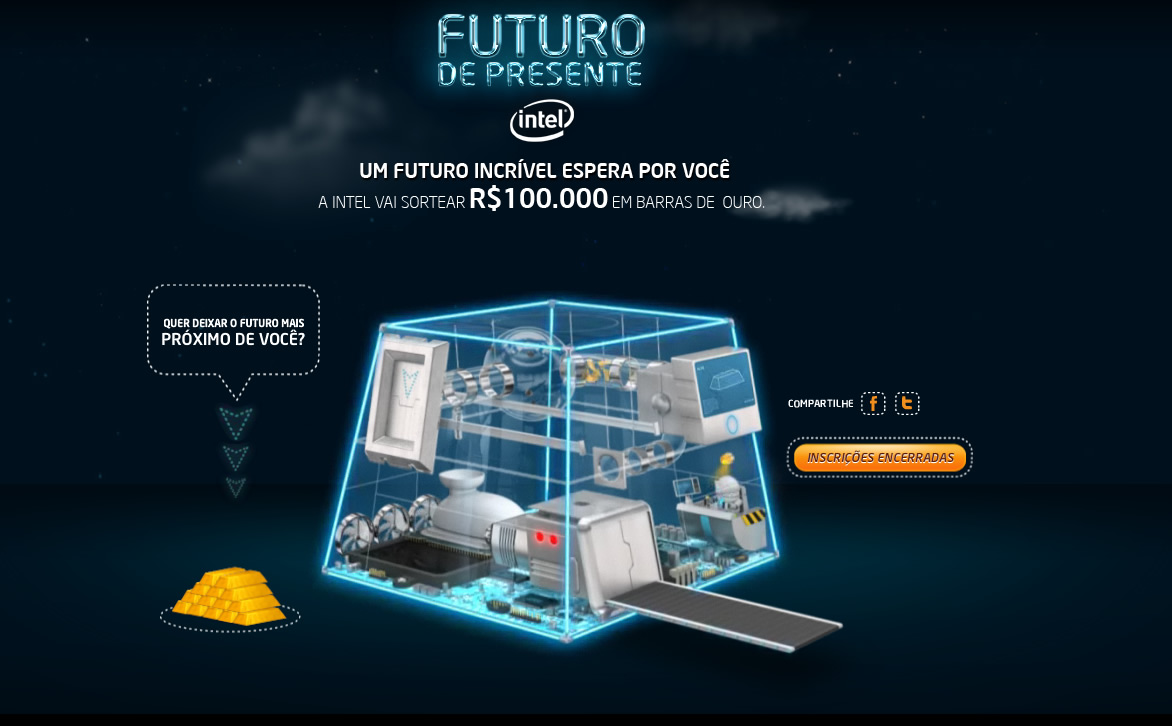 FUTURO
DE PRESENTE
intel
UM FUTURO INCRÍVEL ESPERA POR VOCÊ
A INTEL VAI SORTEAR R$100.000 EM BARRAS DE OURO.
QUER DEIXAR O FUTURO MAIS
PRÓXIMO DE VOCÊ?
COMPARTILHE
INSCRIÇÕES ENCERRADAS